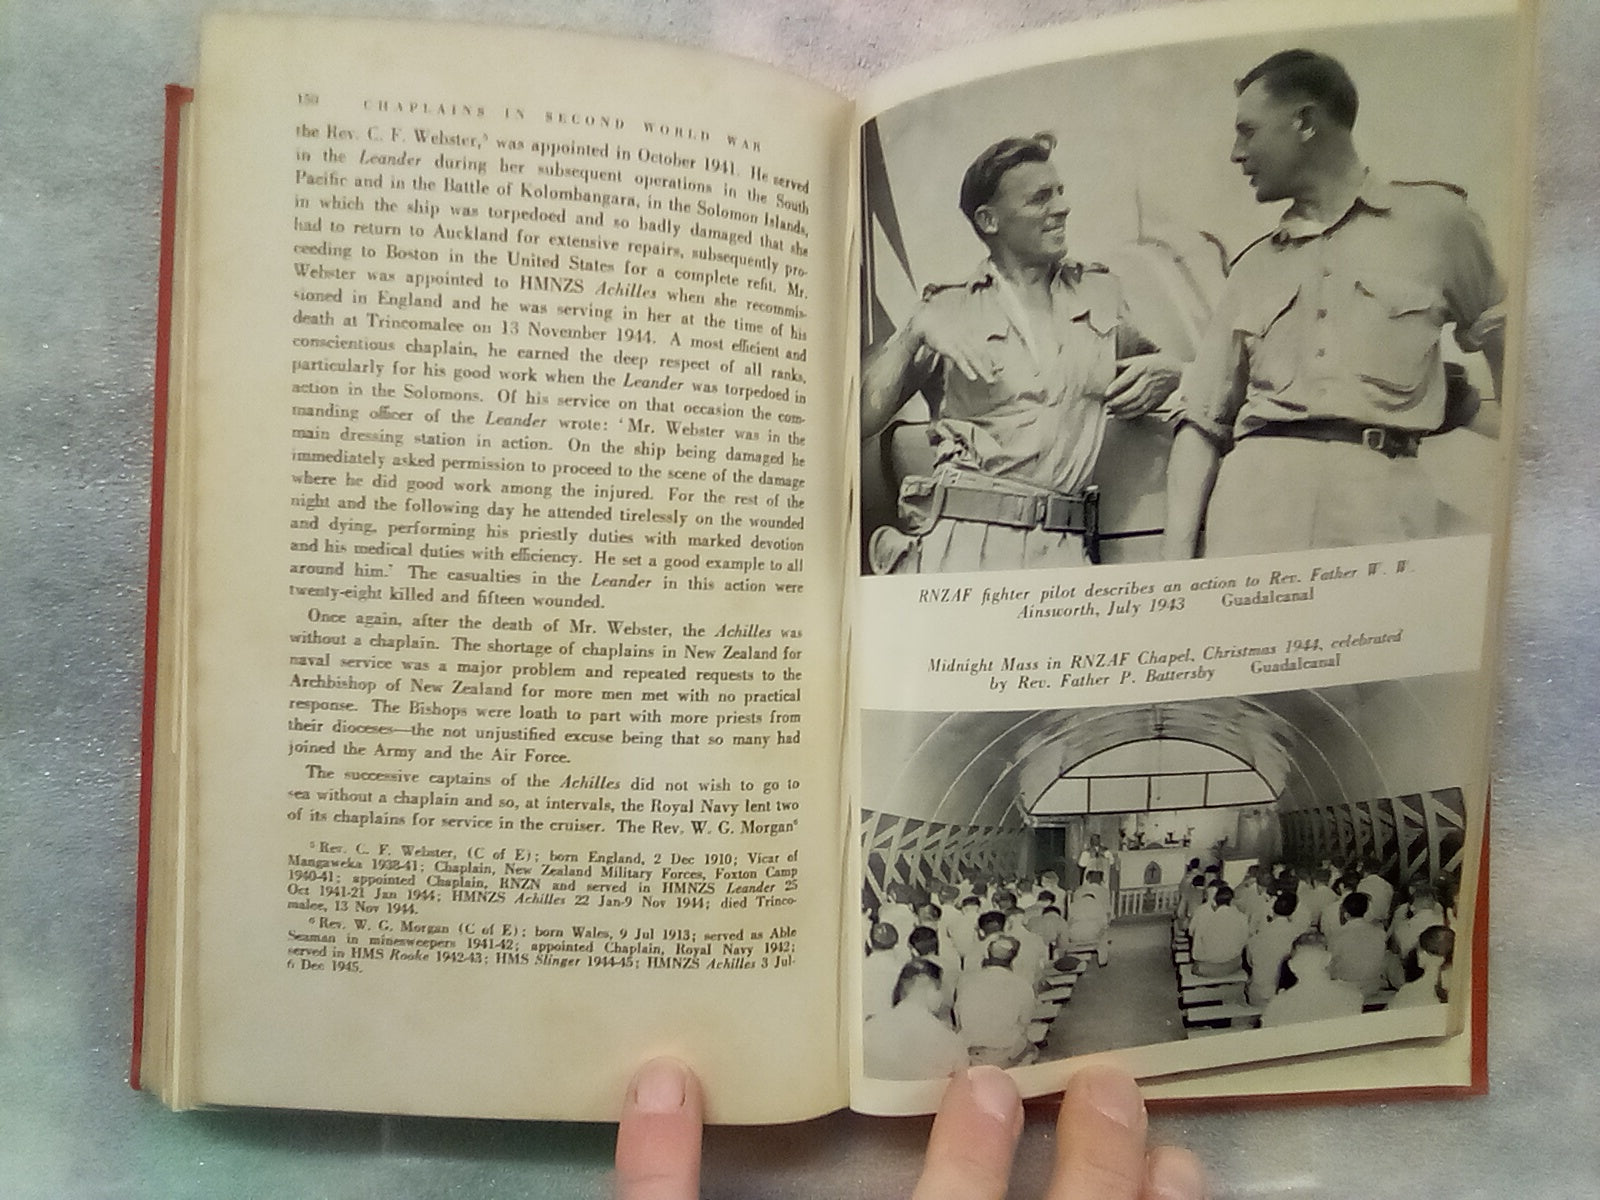 150 CHAPLAINS IN SECOND WORLD WAR
the Rev. C. F. Webster,⁵ was appointed in October 1941. He served
in the Leander during her subsequent operations in the South
Pacific and in the Battle of Kolombangara, in the Solomon Islands,
in which the ship was torpedoed and so badly damaged that she
had to return to Auckland for extensive repairs, subsequently pro-
ceeding to Boston in the United States for a complete refit. Mr.
Webster was appointed to HMNZS Achilles when she recommis-
sioned in England and he was serving in her at the time of his
death at Trincomalee on 13 November 1944. A most efficient and
conscientious chaplain, he earned the deep respect of all ranks,
particularly for his good work when the Leander was torpedoed in
action in the Solomons. Of his service on that occasion the com-
manding officer of the Leander wrote: ‘Mr. Webster was in the
main dressing station in action. On the ship being damaged he
immediately asked permission to proceed to the scene of the damage
where he did good work among the injured. For the rest of the
night and the following day he attended tirelessly on the wounded
and dying, performing his priestly duties with marked devotion
and his medical duties with efficiency. He set a good example to all
around him.’ The casualties in the Leander in this action were
twenty-eight killed and fifteen wounded.
Once again, after the death of Mr. Webster, the Achilles was
without a chaplain. The shortage of chaplains in New Zealand for
naval service was a major problem and repeated requests to the
Archbishop of New Zealand for more men met with no practical
response. The Bishops were loath to part with more priests from
their dioceses—the not unjustified excuse being that so many had
joined the Army and the Air Force.
The successive captains of the Achilles did not wish to go to
sea without a chaplain and so, at intervals, the Royal Navy lent two
of its chaplains for service in the cruiser. The Rev. W. G. Morgan⁶
⁵ Rev. C. F. Webster, (C of E); born England, 2 Dec 1910; Vicar of
Mangaweka 1938-41; Chaplain, New Zealand Military Forces, Foxton Camp
1940-41; appointed Chaplain, RNZN and served in HMNZS Leander 25
Oct 1941-21 Jan 1944; HMNZS Achilles 22 Jan-9 Nov 1944; died Trinco-
malee, 13 Nov 1944.
⁶ Rev. W. G. Morgan (C of E); born Wales, 9 Jul 1913; served as Able
Seaman in minesweepers 1941-42; appointed Chaplain, Royal Navy 1942;
served in HMS Rooke 1942-43; HMS Slinger 1944-45; HMNZS Achilles 3 Jul-
6 Dec 1945.
RNZAF fighter pilot describes an action to Rev. Father W. W.
Ainsworth, July 1943 Guadalcanal
Midnight Mass in RNZAF Chapel, Christmas 1944, celebrated
by Rev. Father P. Battersby Guadalcanal